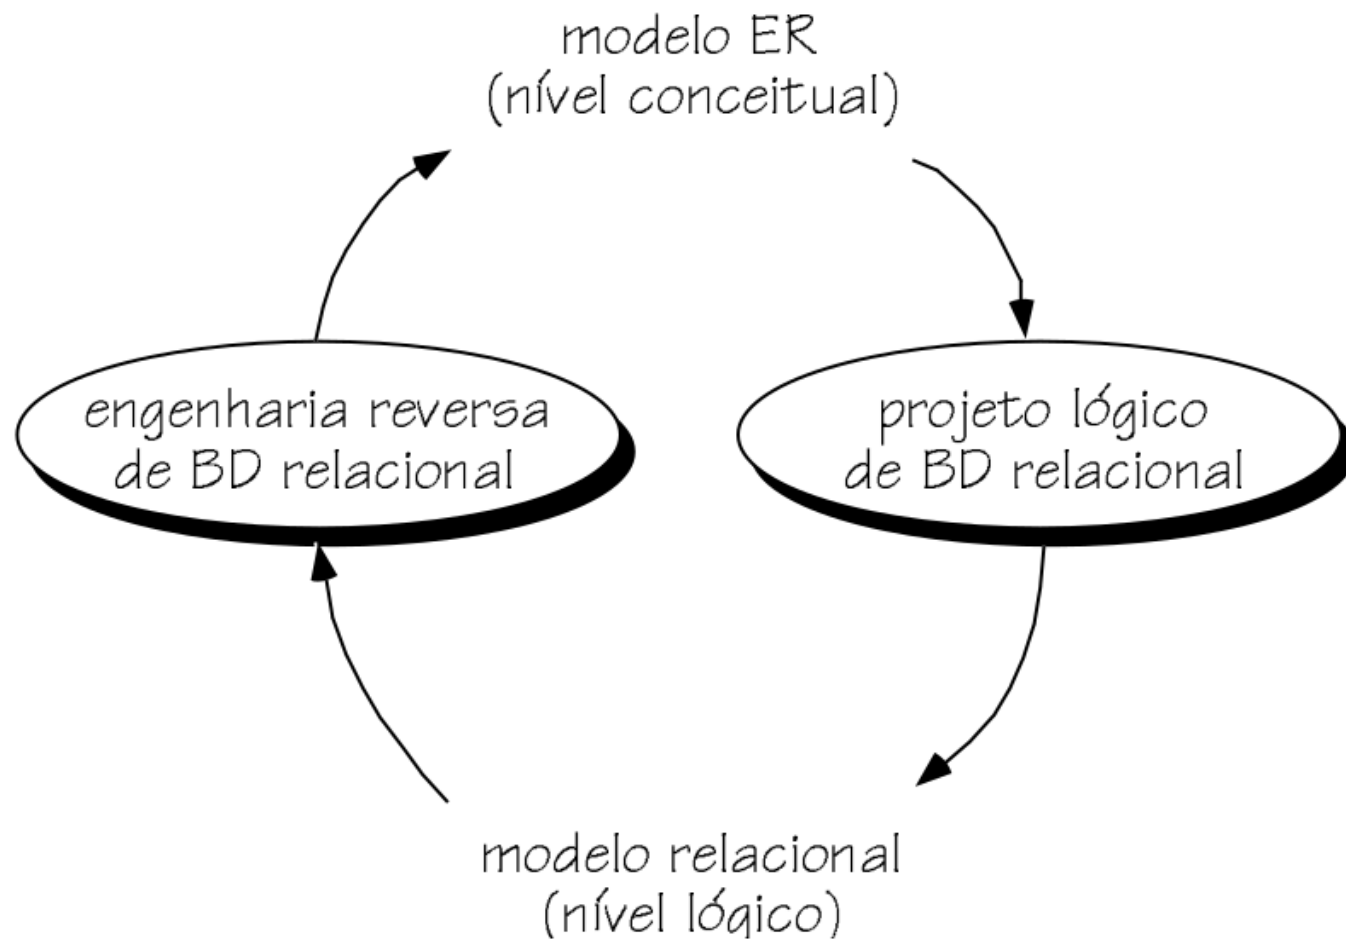 modelo ER
(nível conceitual)
engenharia reversa
de BD relacional
projeto lógico
de BD relacional
modelo relacional
(nível lógico)